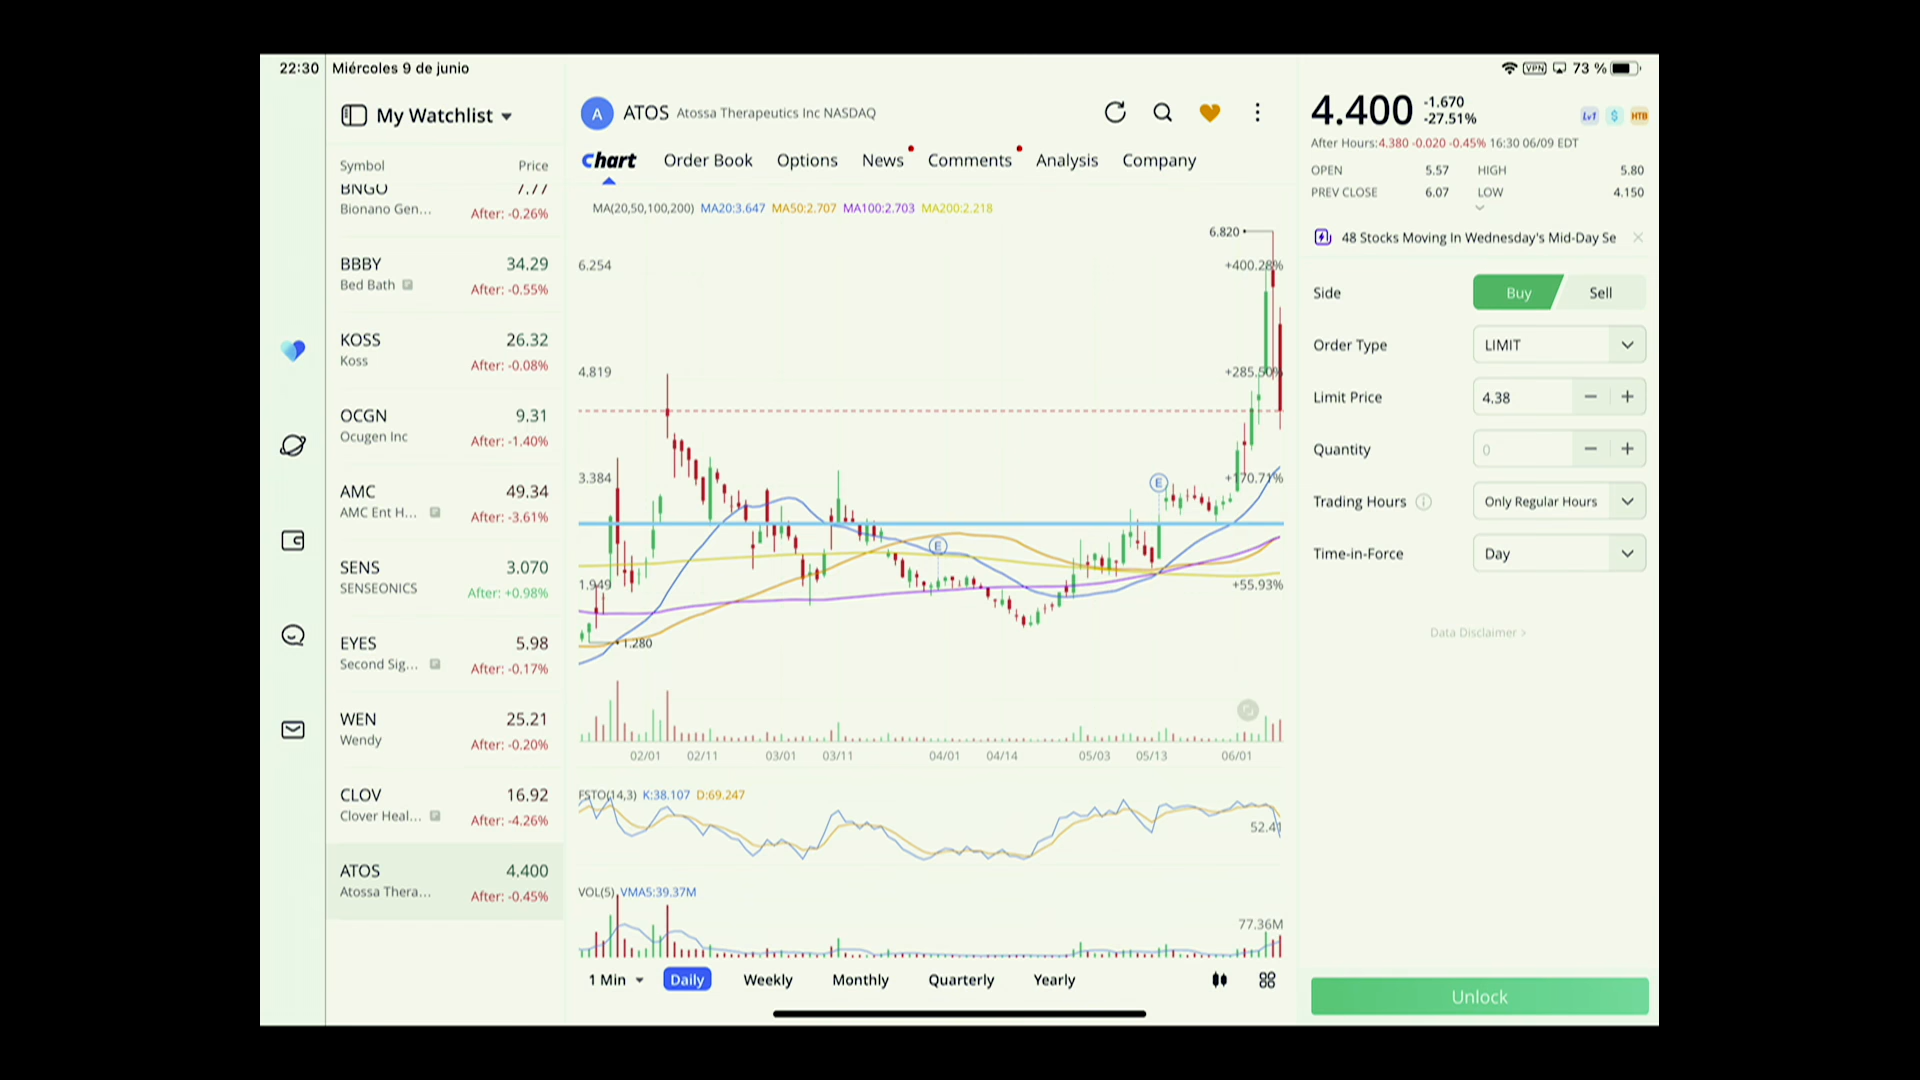 22:30 Miércoles 9 de junio
VPN 73 %
My Watchlist
Symbol Price
BNGO 7.77
Bionano Gen... After: -0.26%
BBBY 34.29
Bed Bath After: -0.55%
KOSS 26.32
Koss After: -0.08%
OCGN 9.31
Ocugen Inc After: -1.40%
AMC 49.34
AMC Ent H... After: -3.61%
SENS 3.070
SENSEONICS After: +0.98%
EYES 5.98
Second Sig... After: -0.17%
WEN 25.21
Wendy After: -0.20%
CLOV 16.92
Clover Heal... After: -4.26%
ATOS 4.400
Atossa Thera... After: -0.45%
A ATOS Atossa Therapeutics Inc NASDAQ
Chart Order Book Options News Comments Analysis Company
MA(20,50,100,200) MA20:3.647 MA50:2.707 MA100:2.703 MA200:2.218
6.820
6.254 +400.28%
4.819 +285.50%
3.384 +170.71%
E
E
1.949 +55.93%
1.280
02/01 02/11 03/01 03/11 04/01 04/14 05/03 05/13 06/01
FSTO(14,3) K:38.107 D:69.247
52.41
VOL(5) VMA5:39.37M
77.36M
1 Min Daily Weekly Monthly Quarterly Yearly
4.400 -1.670
-27.51%
Lv1 $ HTB
After Hours:4.380 -0.020 -0.45% 16:30 06/09 EDT
OPEN 5.57 HIGH 5.80
PREV CLOSE 6.07 LOW 4.150
48 Stocks Moving In Wednesday's Mid-Day Se
Side Buy Sell
Order Type LIMIT
Limit Price 4.38 − +
Quantity 0 − +
Trading Hours Only Regular Hours
Time-in-Force Day
Data Disclaimer >
Unlock